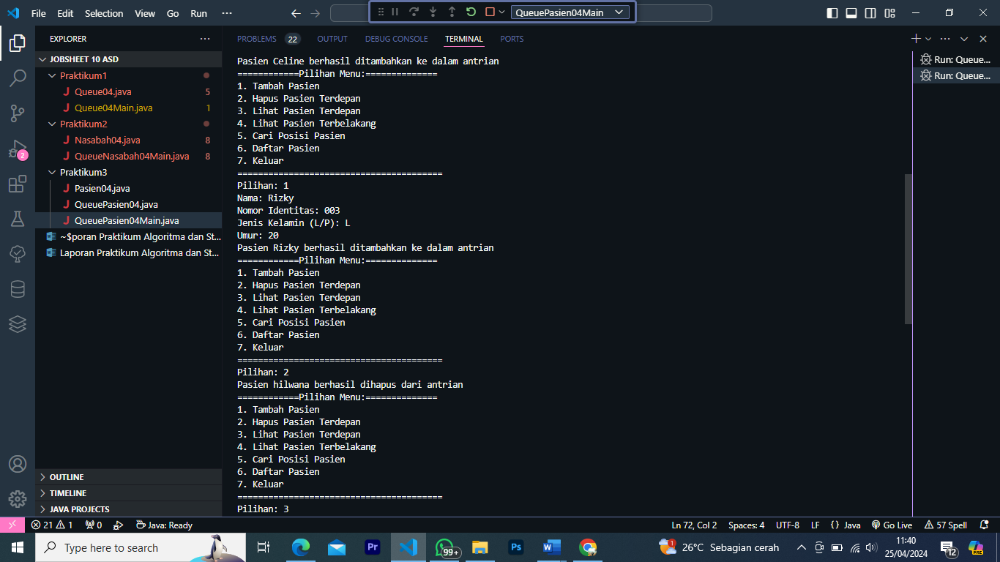 File Edit Selection View Go Run ··· QueuePasien04Main
EXPLORER ···
JOBSHEET 10 ASD
Praktikum1
Queue04.java 5
Queue04Main.java 1
Praktikum2
Nasabah04.java 8
QueueNasabah04Main.java 8
Praktikum3
Pasien04.java
QueuePasien04.java
QueuePasien04Main.java
~$poran Praktikum Algoritma dan St...
Laporan Praktikum Algoritma dan St...
OUTLINE
TIMELINE
JAVA PROJECTS
2
PROBLEMS 22 OUTPUT DEBUG CONSOLE TERMINAL PORTS
Pasien Celine berhasil ditambahkan ke dalam antrian
============Pilihan Menu:==============
1. Tambah Pasien
2. Hapus Pasien Terdepan
3. Lihat Pasien Terdepan
4. Lihat Pasien Terbelakang
5. Cari Posisi Pasien
6. Daftar Pasien
7. Keluar
========================================
Pilihan: 1
Nama: Rizky
Nomor Identitas: 003
Jenis Kelamin (L/P): L
Umur: 20
Pasien Rizky berhasil ditambahkan ke dalam antrian
============Pilihan Menu:==============
1. Tambah Pasien
2. Hapus Pasien Terdepan
3. Lihat Pasien Terdepan
4. Lihat Pasien Terbelakang
5. Cari Posisi Pasien
6. Daftar Pasien
7. Keluar
========================================
Pilihan: 2
Pasien hilwana berhasil dihapus dari antrian
============Pilihan Menu:==============
1. Tambah Pasien
2. Hapus Pasien Terdepan
3. Lihat Pasien Terdepan
4. Lihat Pasien Terbelakang
5. Cari Posisi Pasien
6. Daftar Pasien
7. Keluar
========================================
Pilihan: 3
Run: Queue...
Run: Queue...
21 1 0 Java: Ready Ln 72, Col 2 Spaces: 4 UTF-8 LF {} Java Go Live 57 Spell
Type here to search Pr 99+ Ps W 1 26°C Sebagian cerah 11:40
25/04/2024 12 PRE